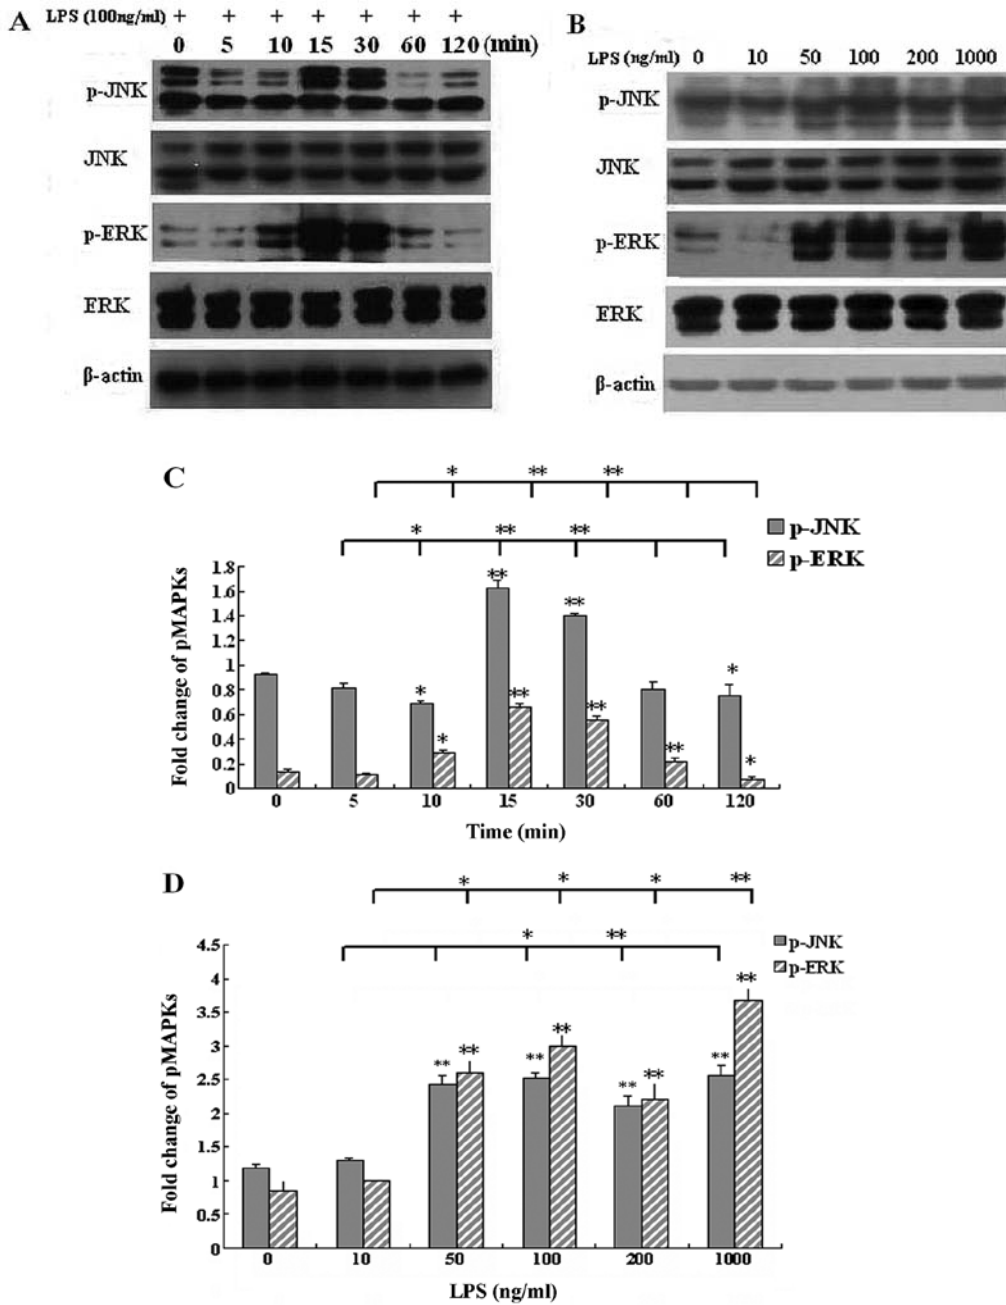 A
LPS (100ng/ml) + + + + + + +
0 5 10 15 30 60 120 (min)
p-JNK
JNK
p-ERK
ERK
β-actin
B
LPS (ng/ml) 0 10 50 100 200 1000
p-JNK
JNK
p-ERK
ERK
β-actin
C
* ** **
* ** **
p-JNK
p-ERK
Fold change of pMAPKs
1.8
1.6
1.4
1.2
1
0.8
0.6
0.4
0.2
0
** ** * * ** ** * ** *
0 5 10 15 30 60 120
Time (min)
D
* * * **
* **
p-JNK
p-ERK
Fold change of pMAPKs
4.5
4
3.5
3
2.5
2
1.5
1
0.5
0
** ** ** ** ** ** ** **
0 10 50 100 200 1000
LPS (ng/ml)